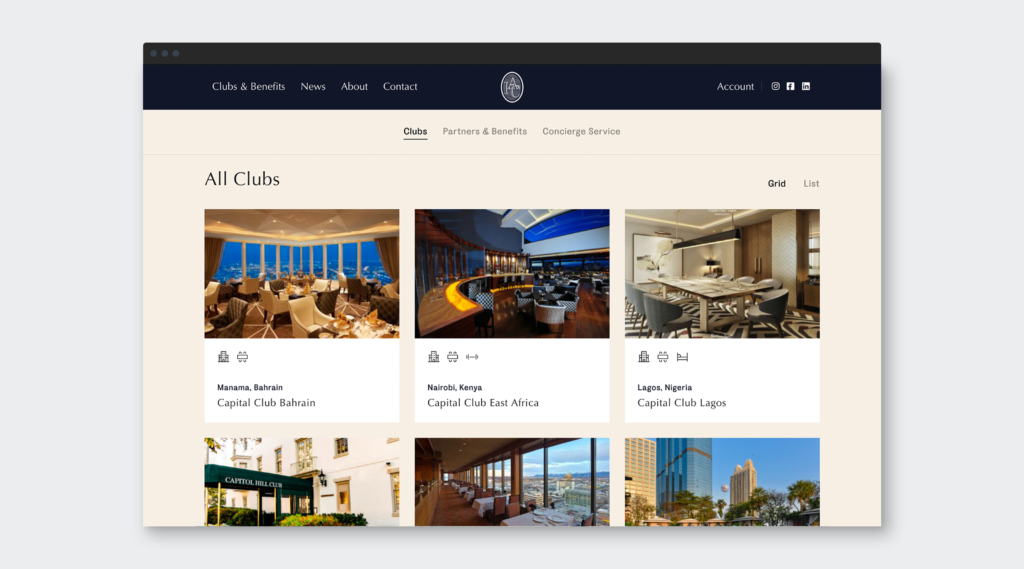 Clubs & Benefits News About Contact
Account
Clubs Partners & Benefits Concierge Service
All Clubs
Grid List
Manama, Bahrain
Capital Club Bahrain
Nairobi, Kenya
Capital Club East Africa
Lagos, Nigeria
Capital Club Lagos
CAPITOL HILL CLUB